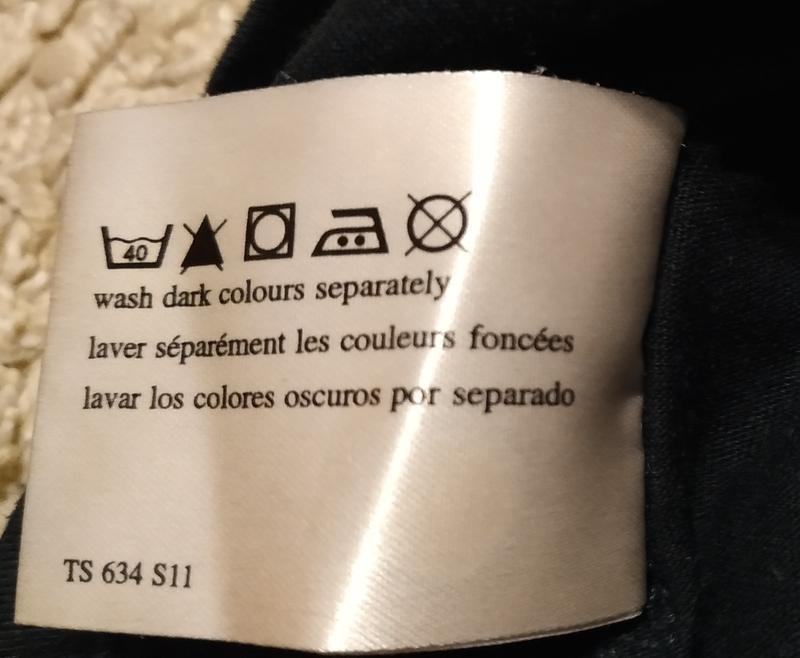 40
wash dark colours separately
laver séparément les couleurs foncées
lavar los colores oscuros por separado
TS 634 S11